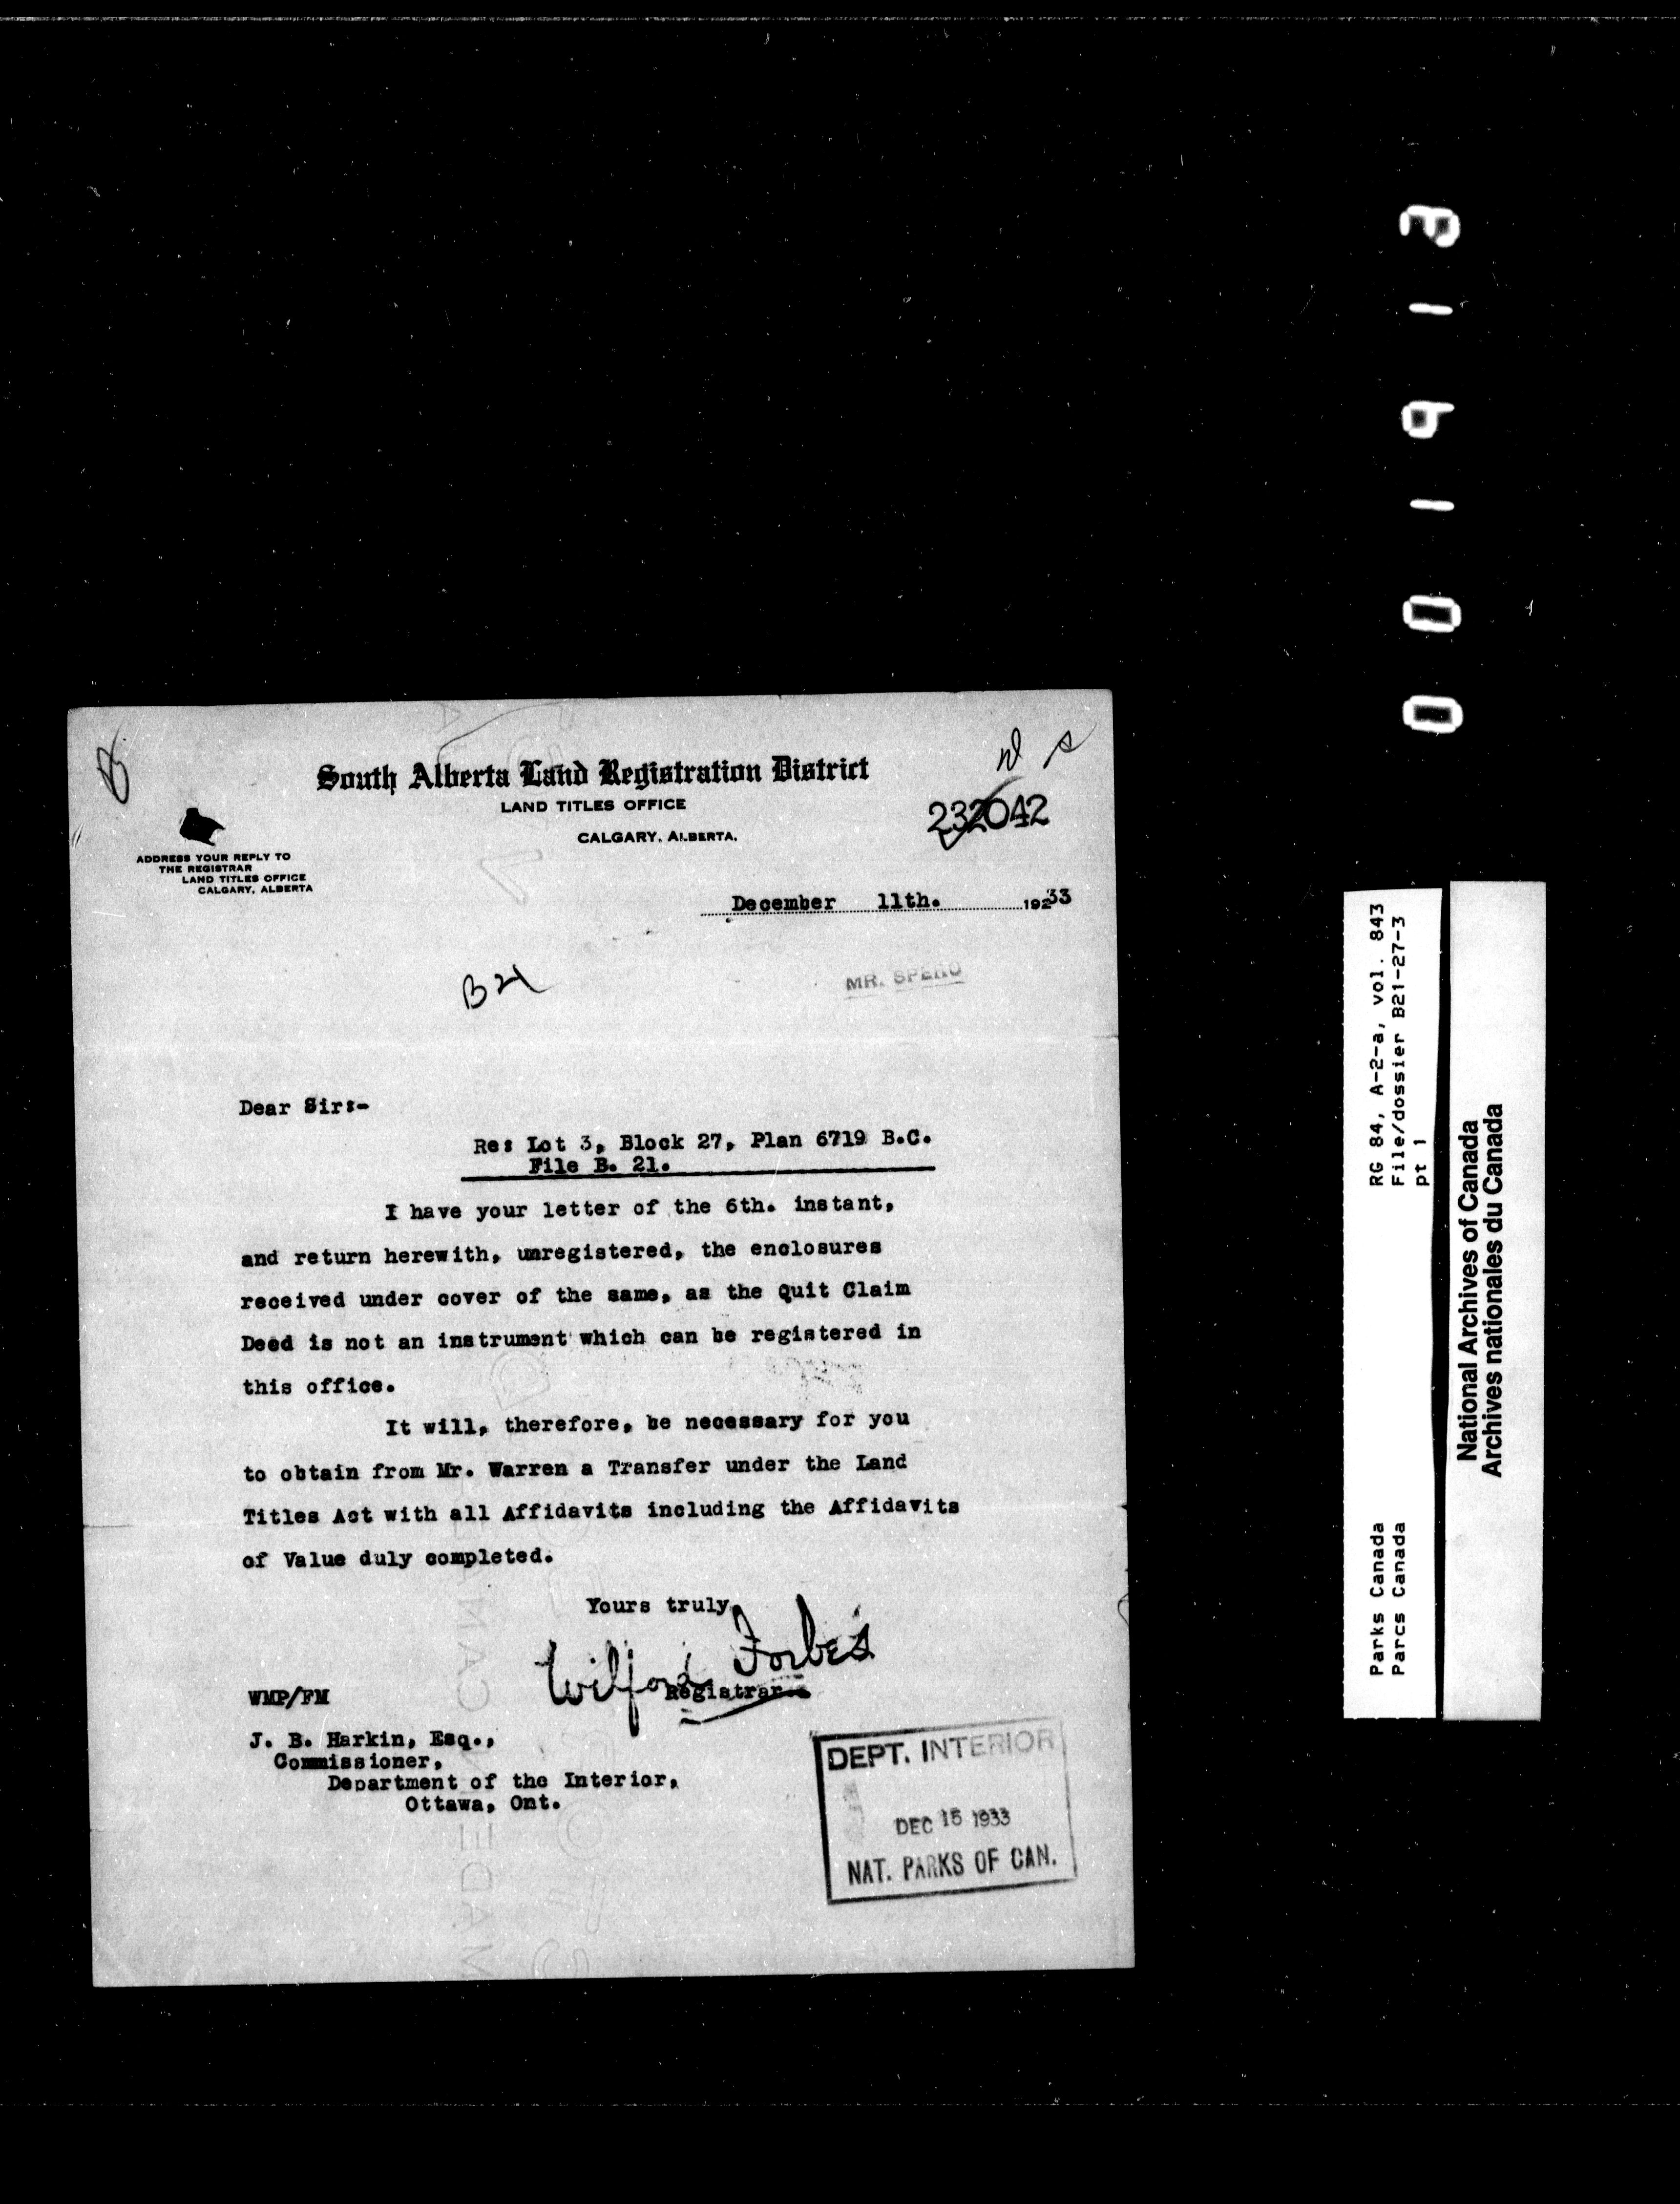 South Alberta Land Registration District
LAND TITLES OFFICE
CALGARY, ALBERTA.
232042
ADDRESS YOUR REPLY TO
THE REGISTRAR
LAND TITLES OFFICE
CALGARY, ALBERTA
December 11th. 19233
B 21
MR. SPERO
Dear Sir:-
Re: Lot 3, Block 27, Plan 6719 B.C.
File B. 21.
I have your letter of the 6th. instant,
and return herewith, unregistered, the enclosures
received under cover of the same, as the Quit Claim
Deed is not an instrument which can be registered in
this office.
It will, therefore, be necessary for you
to obtain from Mr. Warren a Transfer under the Land
Titles Act with all Affidavits including the Affidavits
of Value duly completed.
Yours truly,
Wilford Forbes
Registrar
WMP/FM
J. B. Harkin, Esq.,
Commissioner,
Department of the Interior,
Ottawa, Ont.
DEPT. INTERIOR
DEC 15 1933
NAT. PARKS OF CAN.
MADE CAN
001913
RG 84, A-2-a, vol. 843
File/dossier B21-27-3
pt 1
Parks Canada
Parcs Canada
National Archives of Canada
Archives nationales du Canada